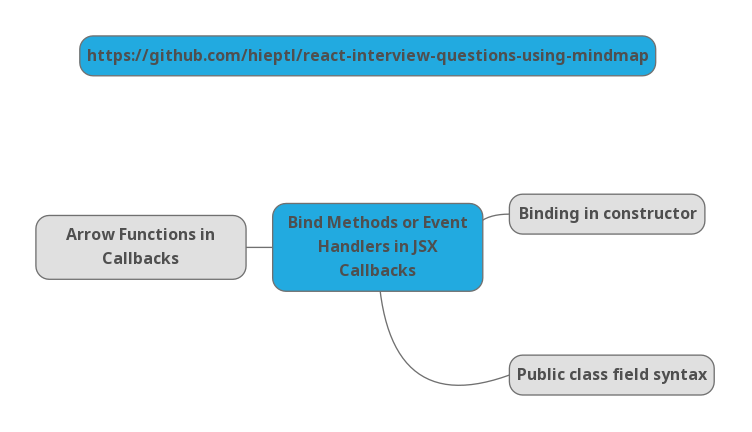 https://github.com/hieptl/react-interview-questions-using-mindmap
Arrow Functions in
Callbacks
Bind Methods or Event
Handlers in JSX
Callbacks
Binding in constructor
Public class field syntax